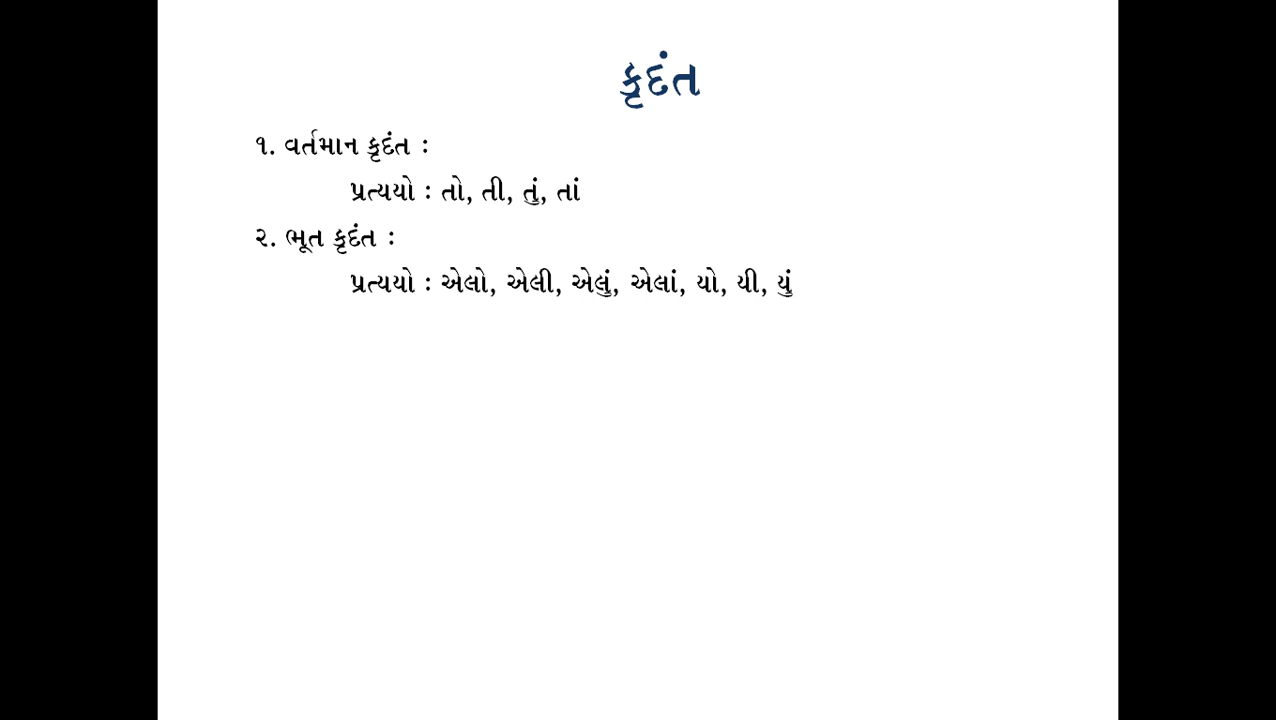 કૃદંત
૧. વર્તમાન કૃદંત :
પ્રત્યયો : તો, તી, તું, તાં
૨. ભૂત કૃદંત :
પ્રત્યયો : એલો, એલી, એલું, એલાં, યો, યી, યું